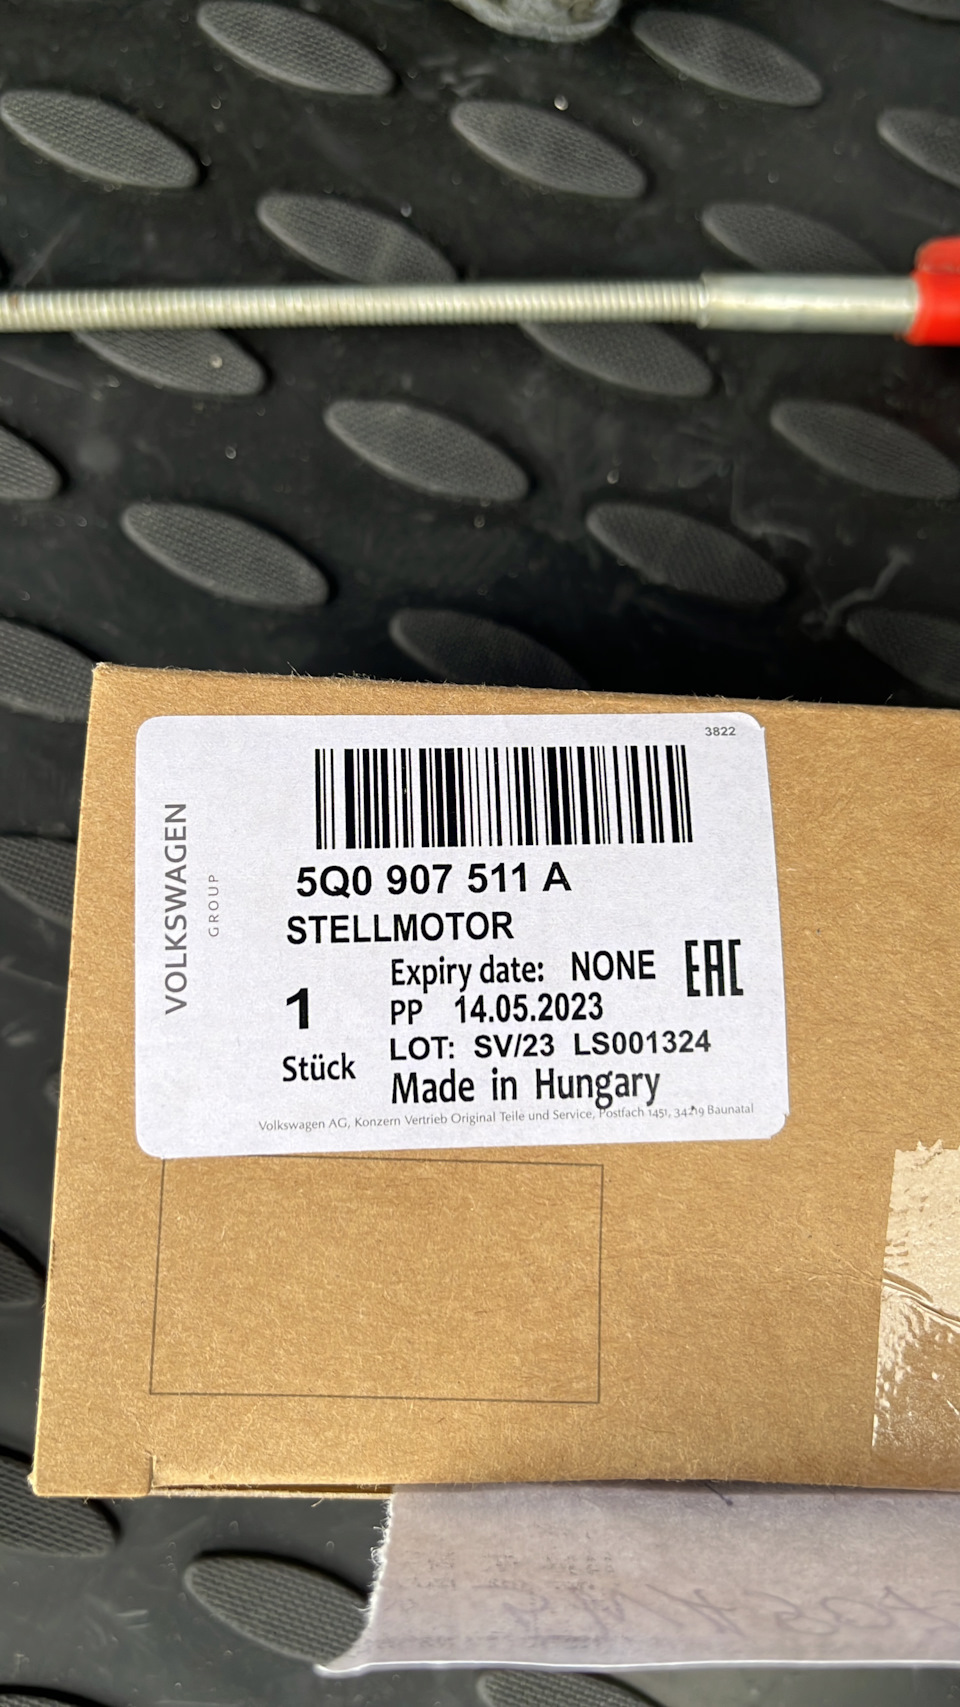 3822
VOLKSWAGEN
GROUP
5Q0 907 511 A
STELLMOTOR
Expiry date: NONE
EAC
1
PP 14.05.2023
Stück
LOT: SV/23 LS001324
Made in Hungary
Volkswagen AG, Konzern Vertrieb Original Teile und Service, Postfach 1451, 34219 Baunatal